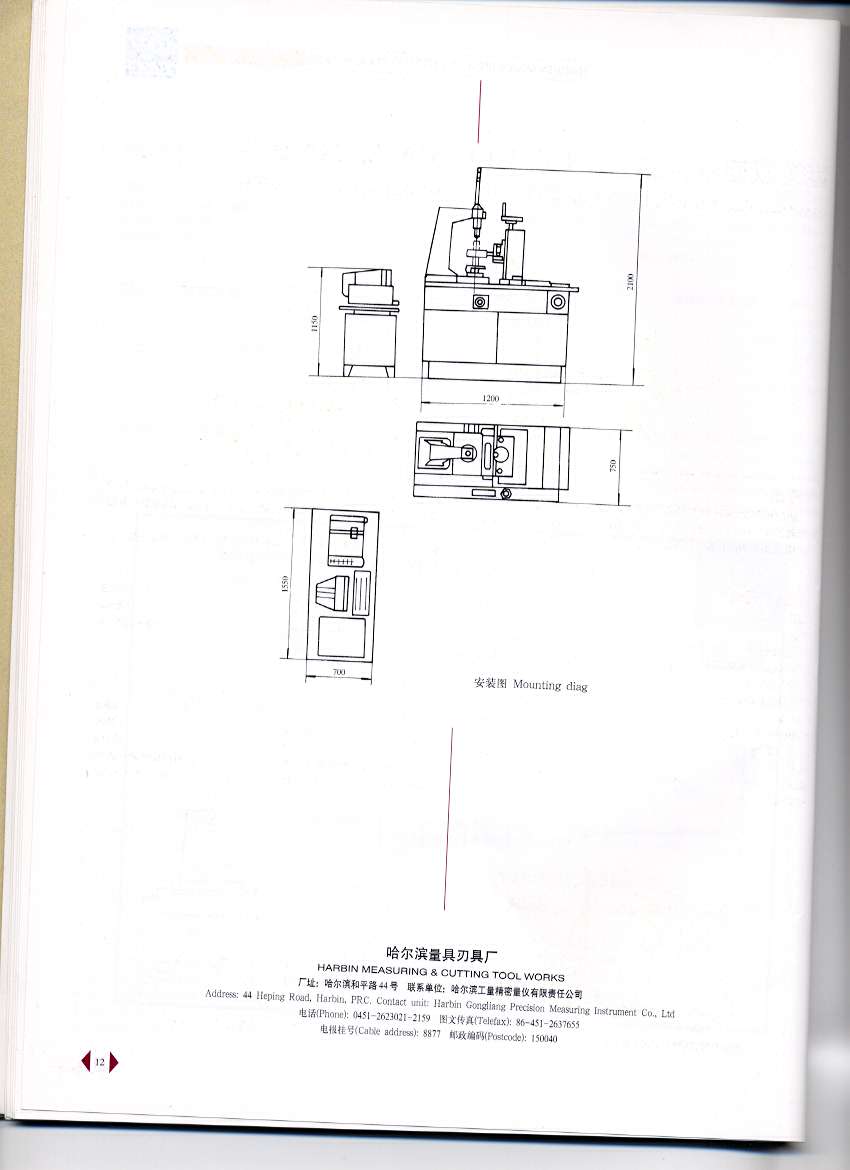 2100
1150
1200
750
1550
700
安装图 Mounting diag
哈尔滨量具刃具厂
HARBIN MEASURING & CUTTING TOOL WORKS
厂址：哈尔滨和平路44号 联系单位：哈尔滨工量精密量仪有限责任公司
Address: 44 Heping Road, Harbin, PRC. Contact unit: Harbin Gongliang Precision Measuring Instrument Co., Ltd
电话(Phone): 0451-2623021-2159 图文传真(Telefax): 86-451-2637655
电报挂号(Cable address): 8877 邮政编码(Postcode): 150040
12